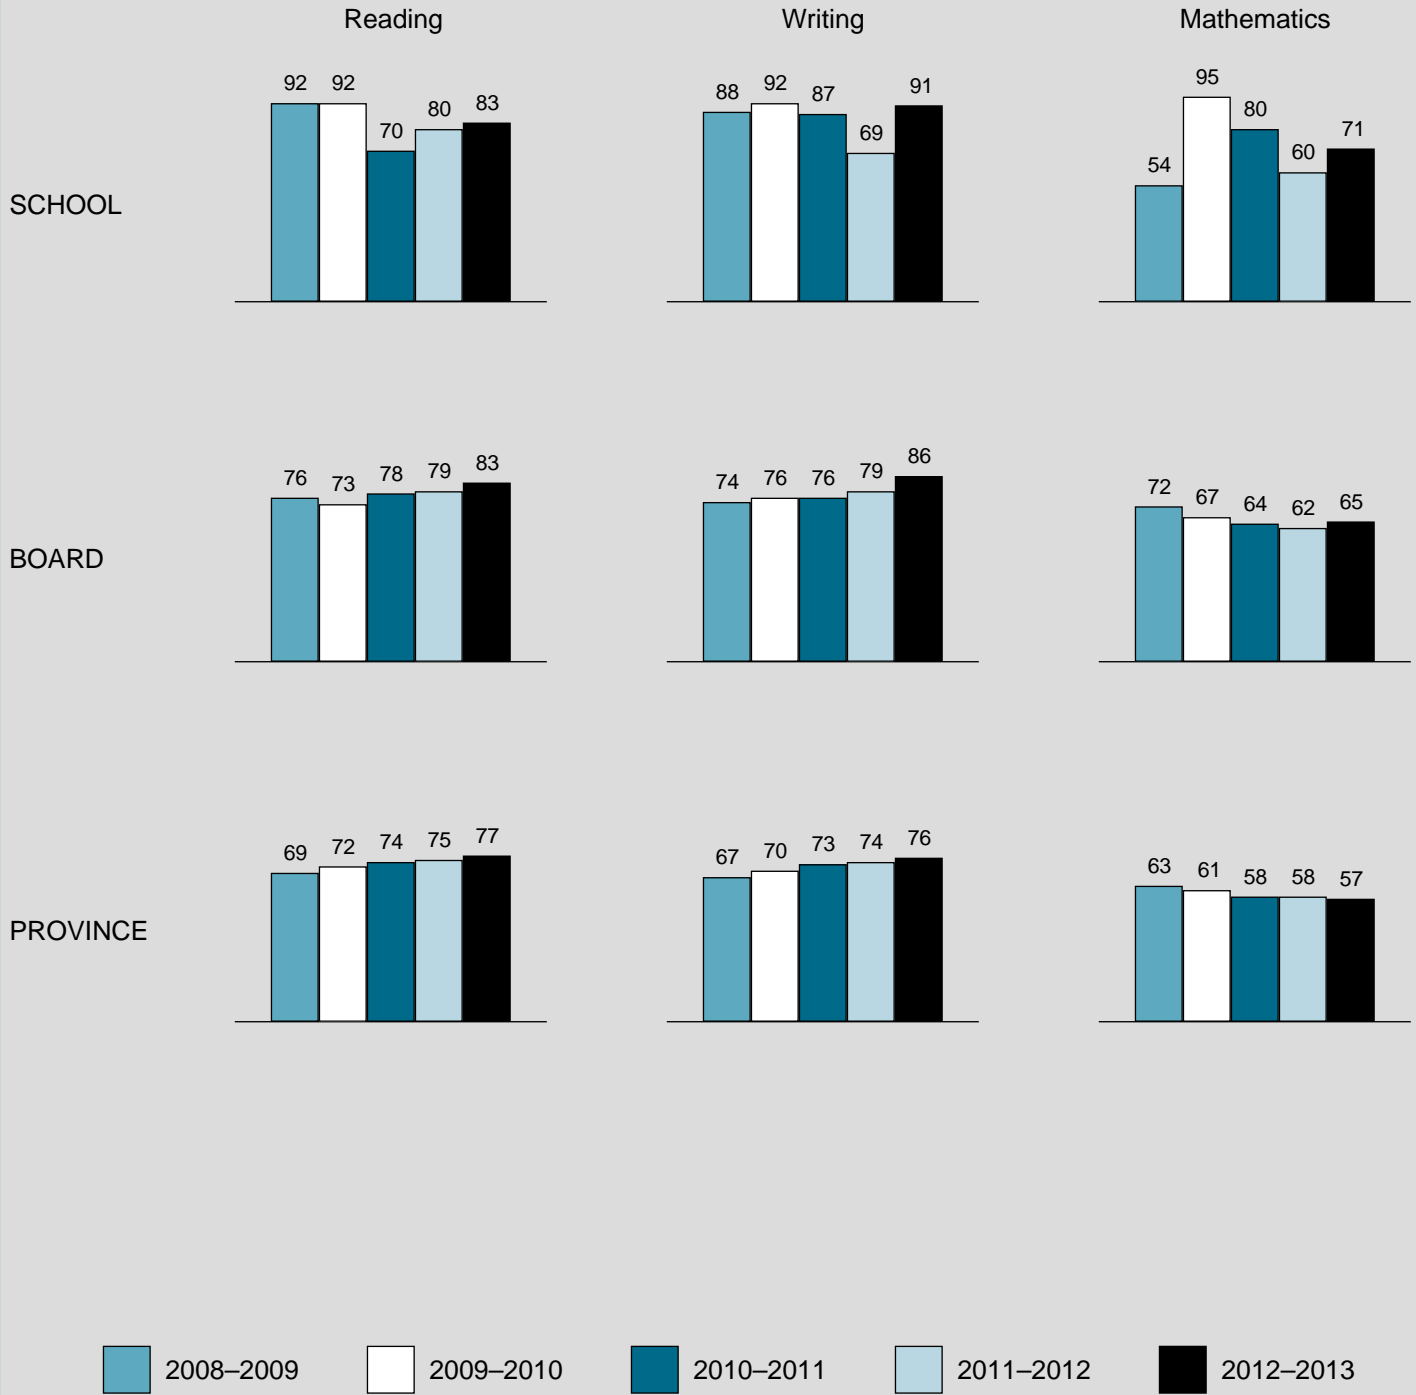 Reading Writing Mathematics
92 92 70 80 83 88 92 87 69 91 54 95 80 60 71
SCHOOL
76 73 78 79 83 74 76 76 79 86 72 67 64 62 65
BOARD
69 72 74 75 77 67 70 73 74 76 63 61 58 58 57
PROVINCE
2008–2009 2009–2010 2010–2011 2011–2012 2012–2013